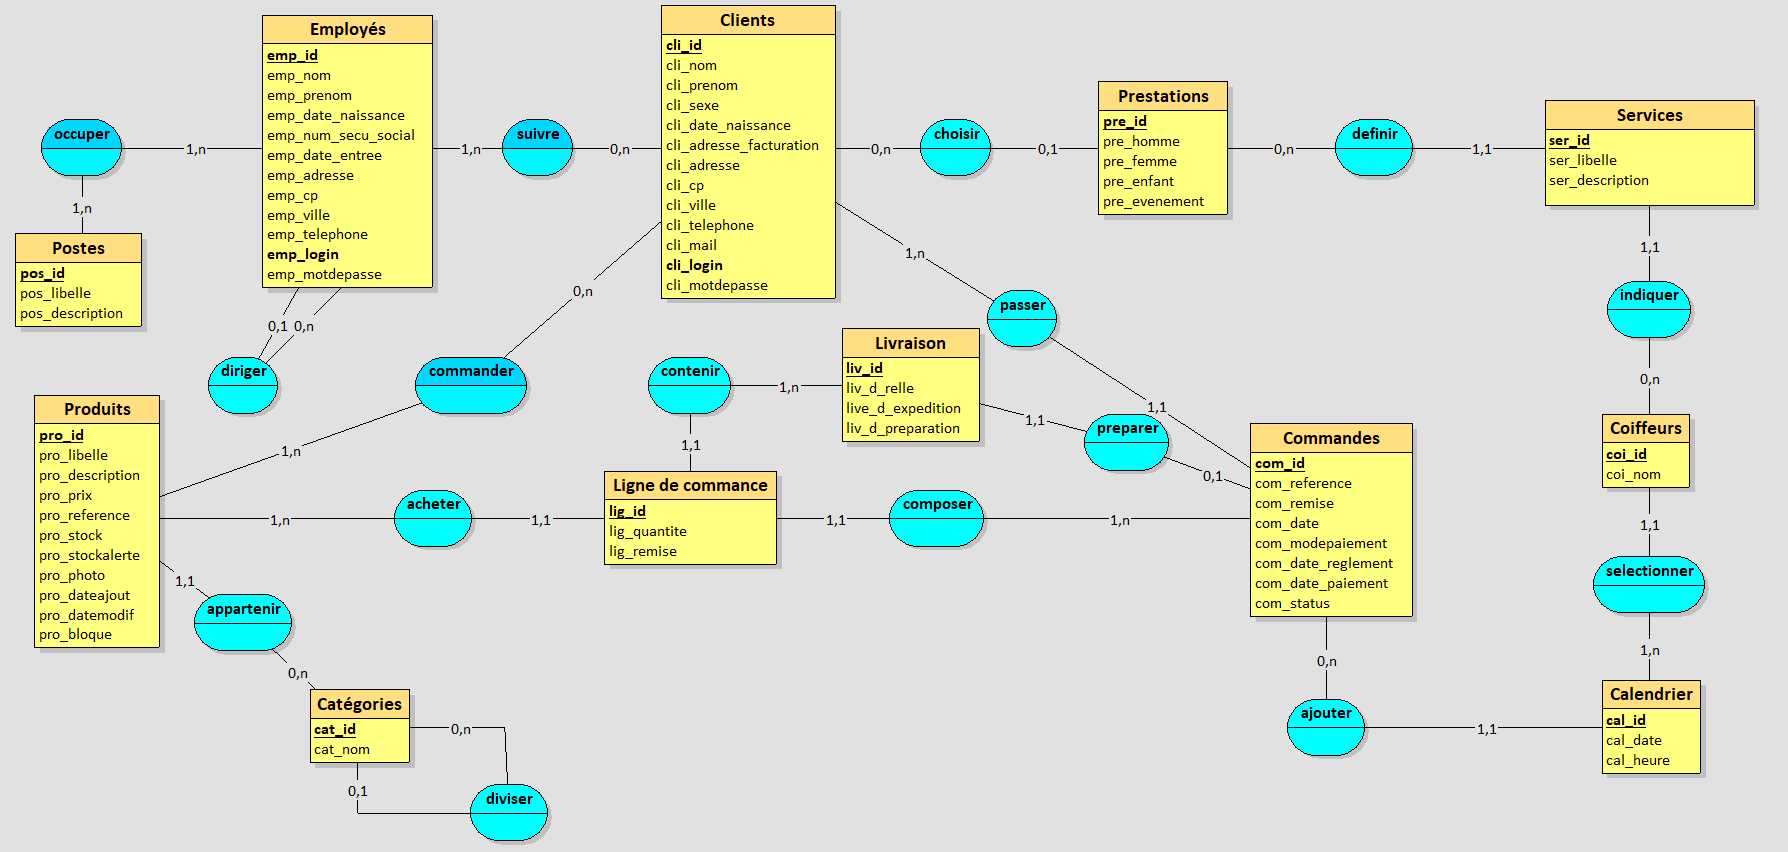 Employés
emp_id
emp_nom
emp_prenom
emp_date_naissance
emp_num_secu_social
emp_date_entree
emp_adresse
emp_cp
emp_ville
emp_telephone
emp_login
emp_motdepasse
Clients
cli_id
cli_nom
cli_prenom
cli_sexe
cli_date_naissance
cli_adresse_facturation
cli_adresse
cli_cp
cli_ville
cli_telephone
cli_mail
cli_login
cli_motdepasse
Prestations
pre_id
pre_homme
pre_femme
pre_enfant
pre_evenement
Services
ser_id
ser_libelle
ser_description
occuper
1,n
1,n
suivre
1,n
0,n
choisir
0,n
0,1
definir
0,n
1,1
Postes
pos_id
pos_libelle
pos_description
0,1
0,n
diriger
0,n
commander
1,n
1,n
passer
1,1
1,1
indiquer
0,n
Livraison
liv_id
liv_d_relle
live_d_expedition
liv_d_preparation
contenir
1,n
1,1
1,1
preparer
0,1
Produits
pro_id
pro_libelle
pro_description
pro_prix
pro_reference
pro_stock
pro_stockalerte
pro_photo
pro_dateajout
pro_datemodif
pro_bloque
Commandes
com_id
com_reference
com_remise
com_date
com_modepaiement
com_date_reglement
com_date_paiement
com_status
Coiffeurs
coi_id
coi_nom
Ligne de commance
lig_id
lig_quantite
lig_remise
1,n
acheter
1,1
1,1
composer
1,n
1,1
selectionner
1,n
1,1
appartenir
0,n
Catégories
cat_id
cat_nom
0,n
0,1
diviser
0,n
ajouter
1,1
Calendrier
cal_id
cal_date
cal_heure